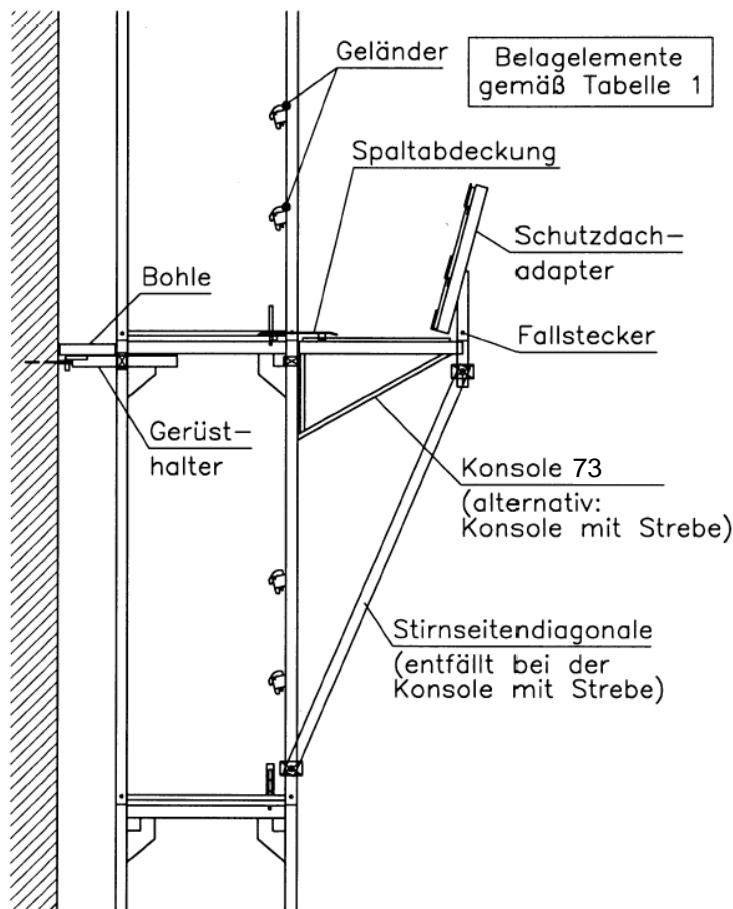 Geländer
Belagelemente
gemäß Tabelle 1
Spaltabdeckung
Schutzdach-
adapter
Bohle
Fallstecker
Gerüst-
halter
Konsole 73
(alternativ:
Konsole mit Strebe)
Stirnseitendiagonale
(entfällt bei der
Konsole mit Strebe)